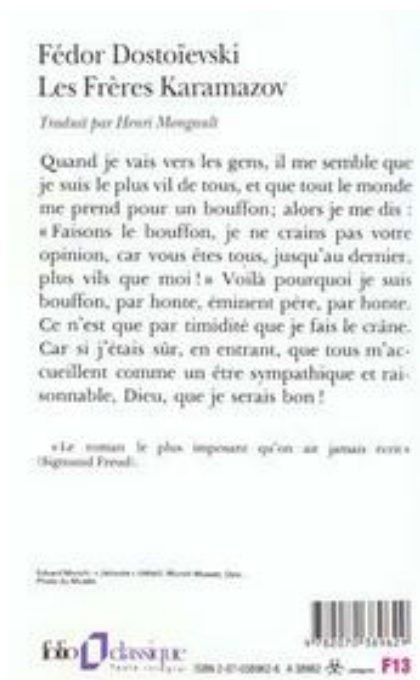 Fédor Dostoïevski
Les Frères Karamazov
Traduit par Henri Mongault
Quand je vais vers les gens, il me semble que
je suis le plus vil de tous, et que tout le monde
me prend pour un bouffon; alors je me dis :
« Faisons le bouffon, je ne crains pas votre
opinion, car vous êtes tous, jusqu'au dernier,
plus vils que moi ! » Voilà pourquoi je suis
bouffon, par honte, éminent père, par honte.
Ce n'est que par timidité que je fais le crâne.
Car si j'étais sûr, en entrant, que tous m'ac-
cueillent comme un être sympathique et rai-
sonnable, Dieu, que je serais bon !
« Le roman le plus imposant qu'on ait jamais écrit »
(Sigmund Freud).
folio classique
Texte intégral
F13